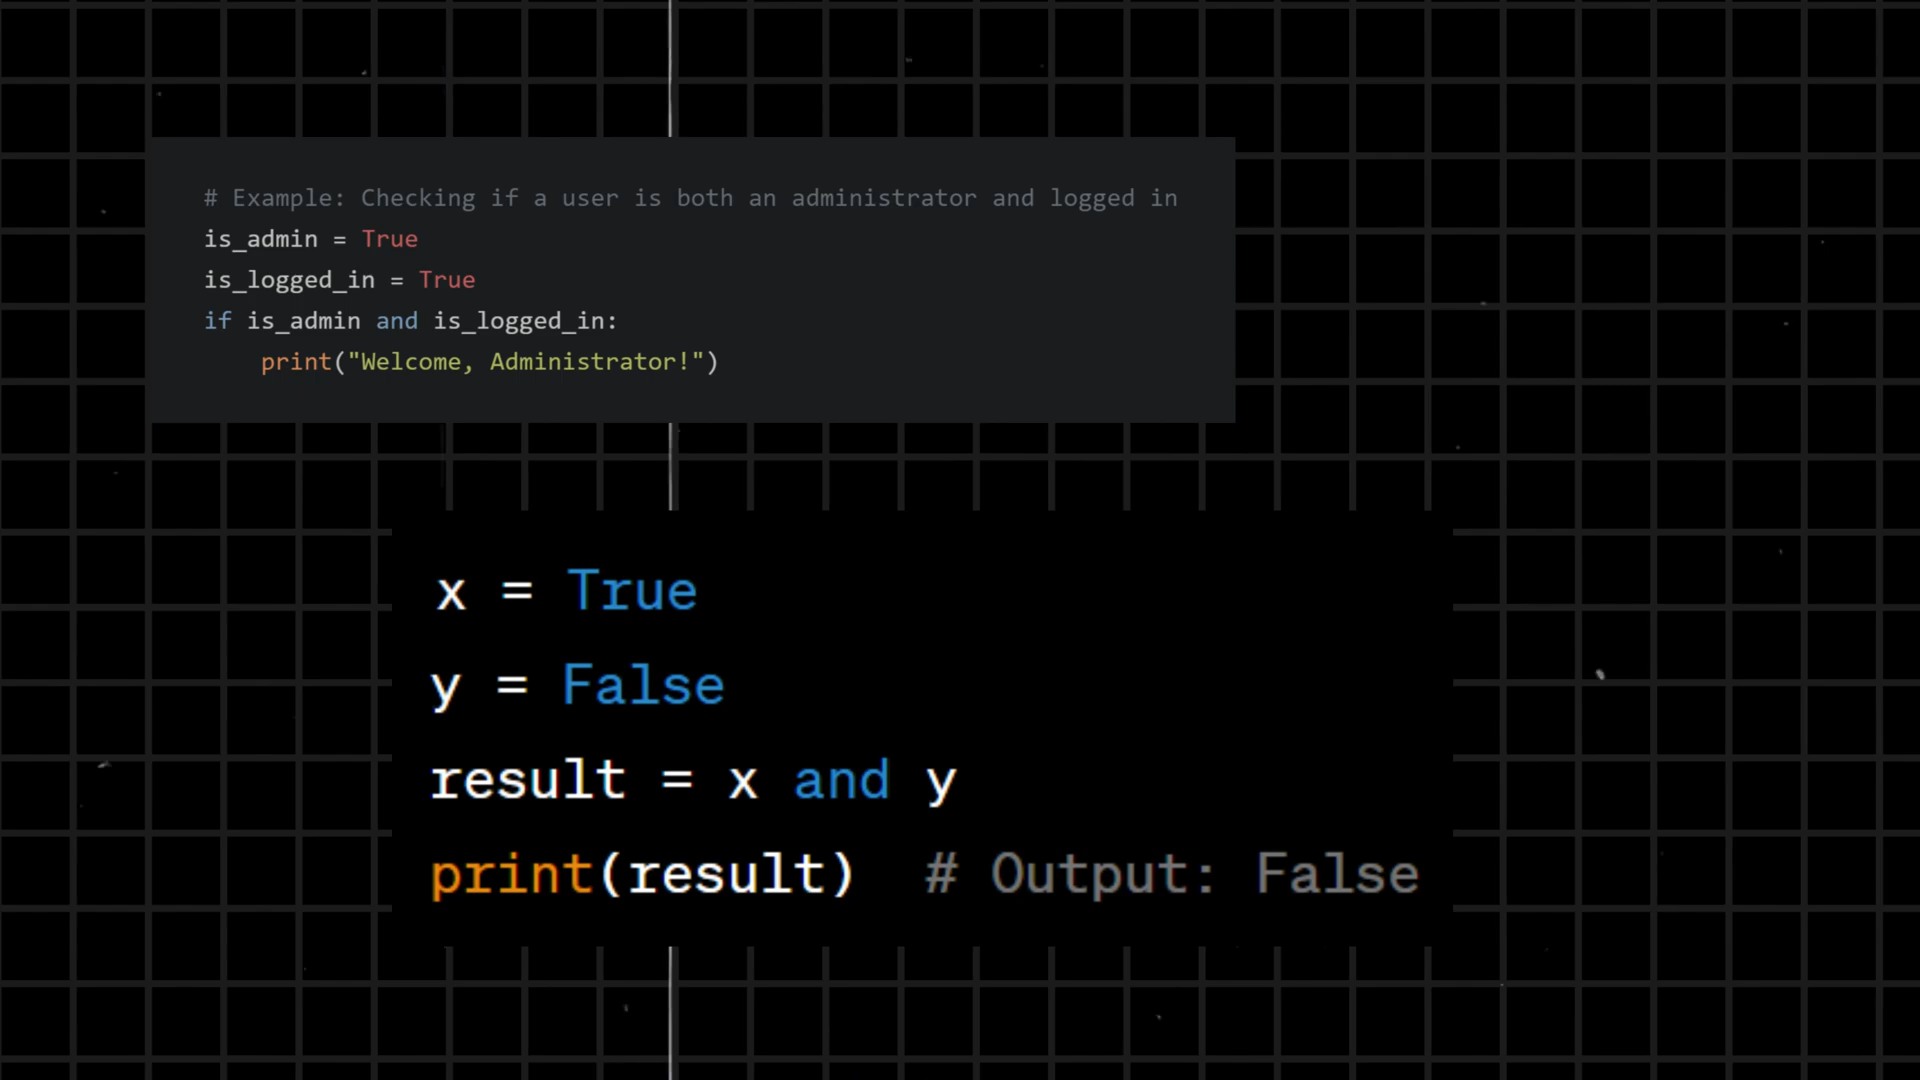 # Example: Checking if a user is both an administrator and logged in
is_admin = True
is_logged_in = True
if is_admin and is_logged_in:
    print("Welcome, Administrator!")
x = True
y = False
result = x and y
print(result)  # Output: False